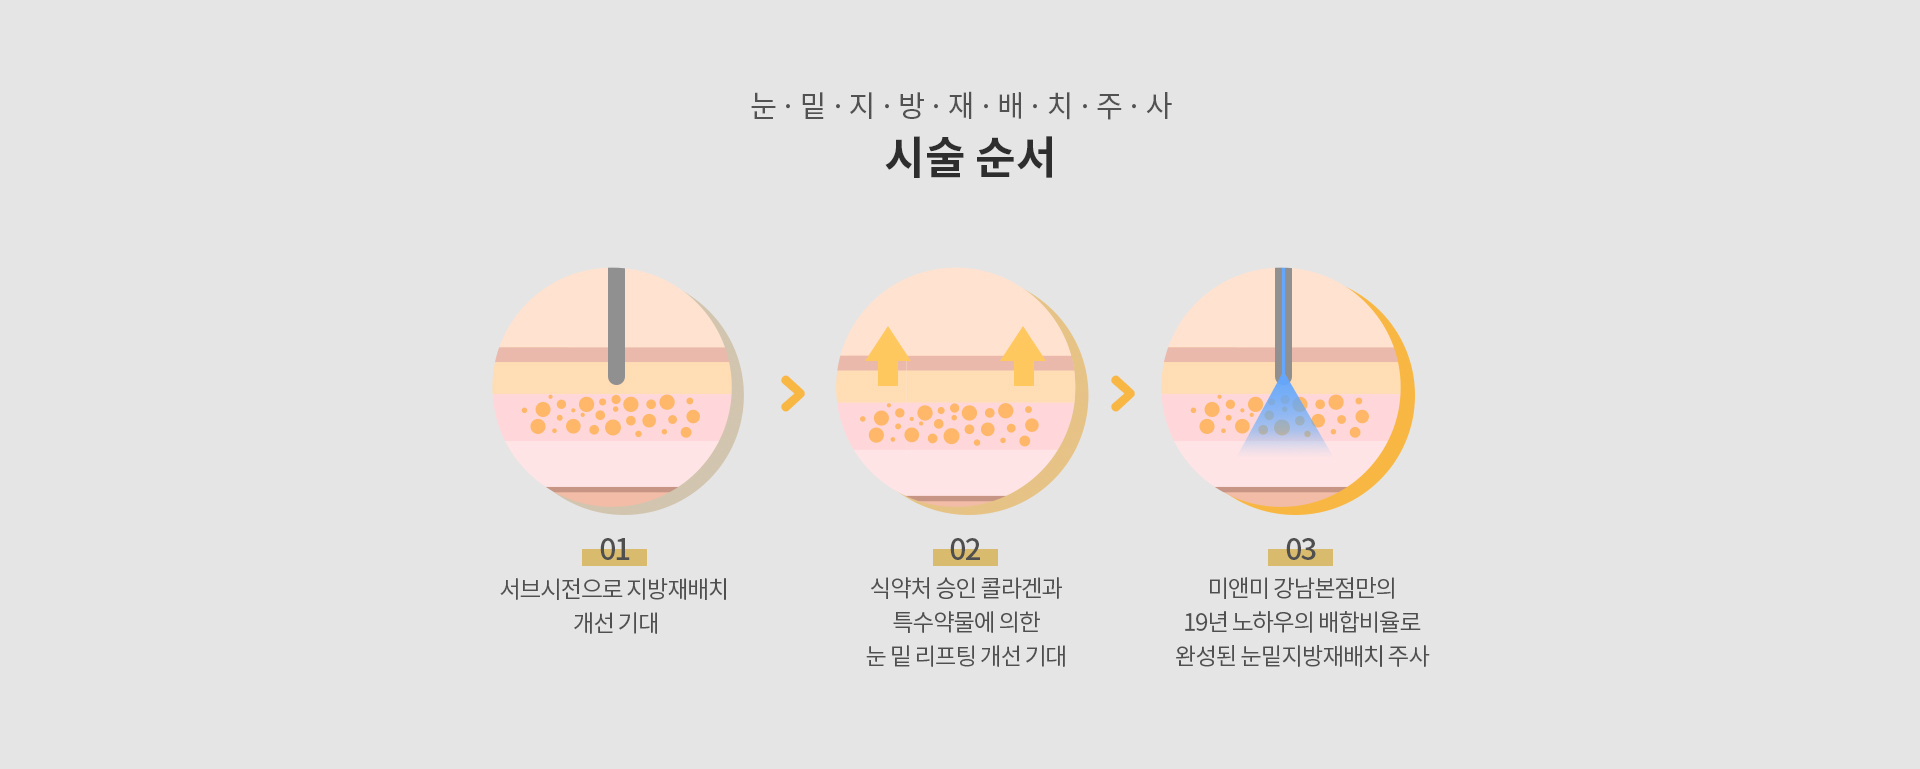 눈·밑·지·방·재·배·치·주·사
시술 순서
01
서브시전으로 지방재배치
개선 기대
02
식약처 승인 콜라겐과
특수약물에 의한
눈 밑 리프팅 개선 기대
03
미앤미 강남본점만의
19년 노하우의 배합비율로
완성된 눈밑지방재배치 주사